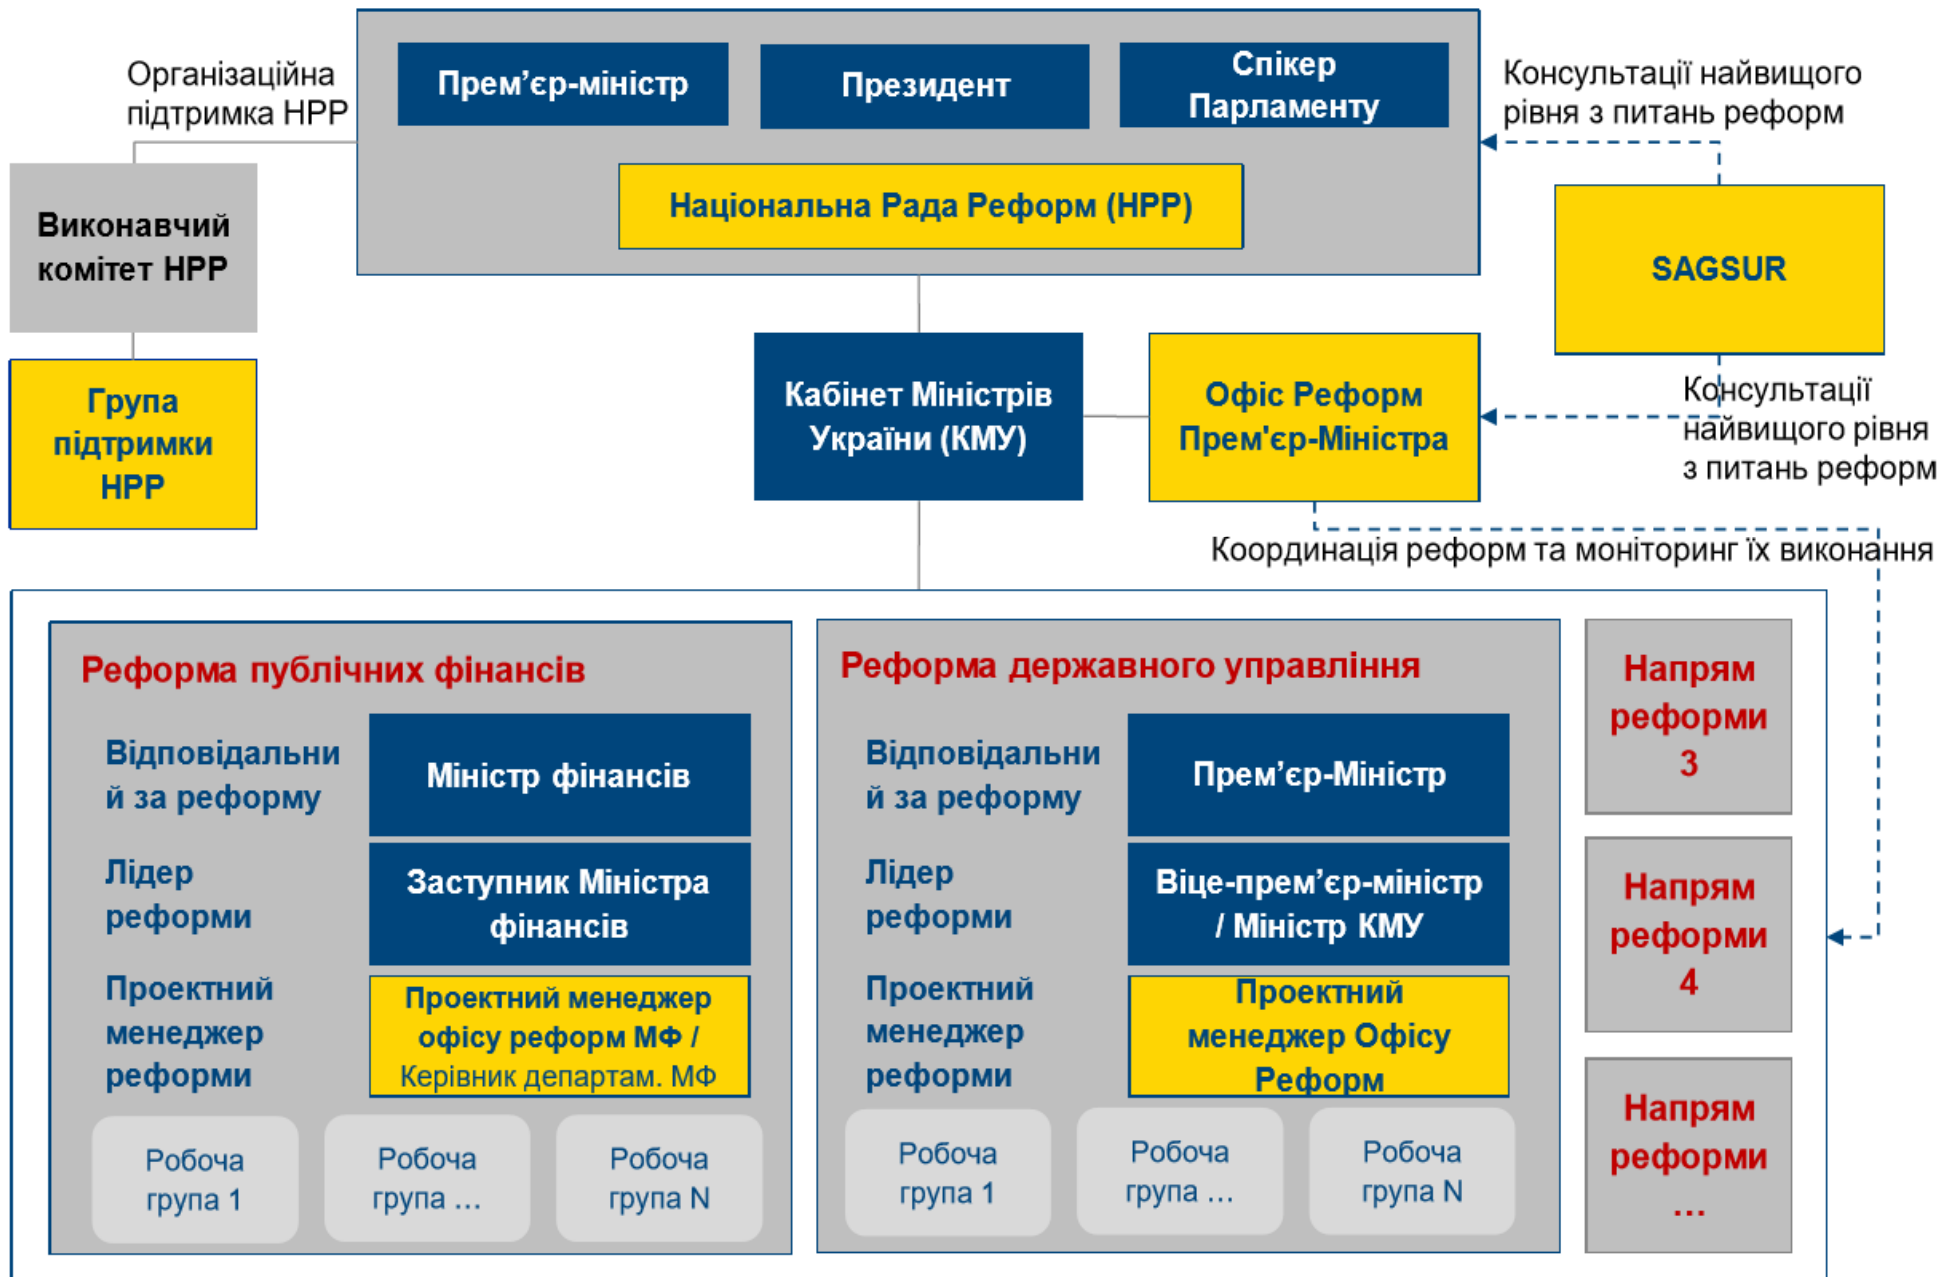 Організаційна
підтримка НРР
Прем’єр-міністр
Президент
Спікер
Парламенту
Національна Рада Реформ (НРР)
Консультації найвищого
рівня з питань реформ
Виконавчий
комітет НРР
SAGSUR
Група
підтримки
НРР
Кабінет Міністрів
України (КМУ)
Офіс Реформ
Прем'єр-Міністра
Консультації
найвищого рівня
з питань реформ
Координація реформ та моніторинг їх виконання
Реформа публічних фінансів
Відповідальни
й за реформу
Міністр фінансів
Лідер
реформи
Заступник Міністра
фінансів
Проектний
менеджер
реформи
Проектний менеджер
офісу реформ МФ /
Керівник департам. МФ
Робоча
група 1
Робоча
група ...
Робоча
група N
Реформа державного управління
Відповідальни
й за реформу
Прем’єр-Міністр
Лідер
реформи
Віце-прем’єр-міністр
/ Міністр КМУ
Проектний
менеджер
реформи
Проектний
менеджер Офісу
Реформ
Робоча
група 1
Робоча
група ...
Робоча
група N
Напрям
реформи
3
Напрям
реформи
4
Напрям
реформи
...